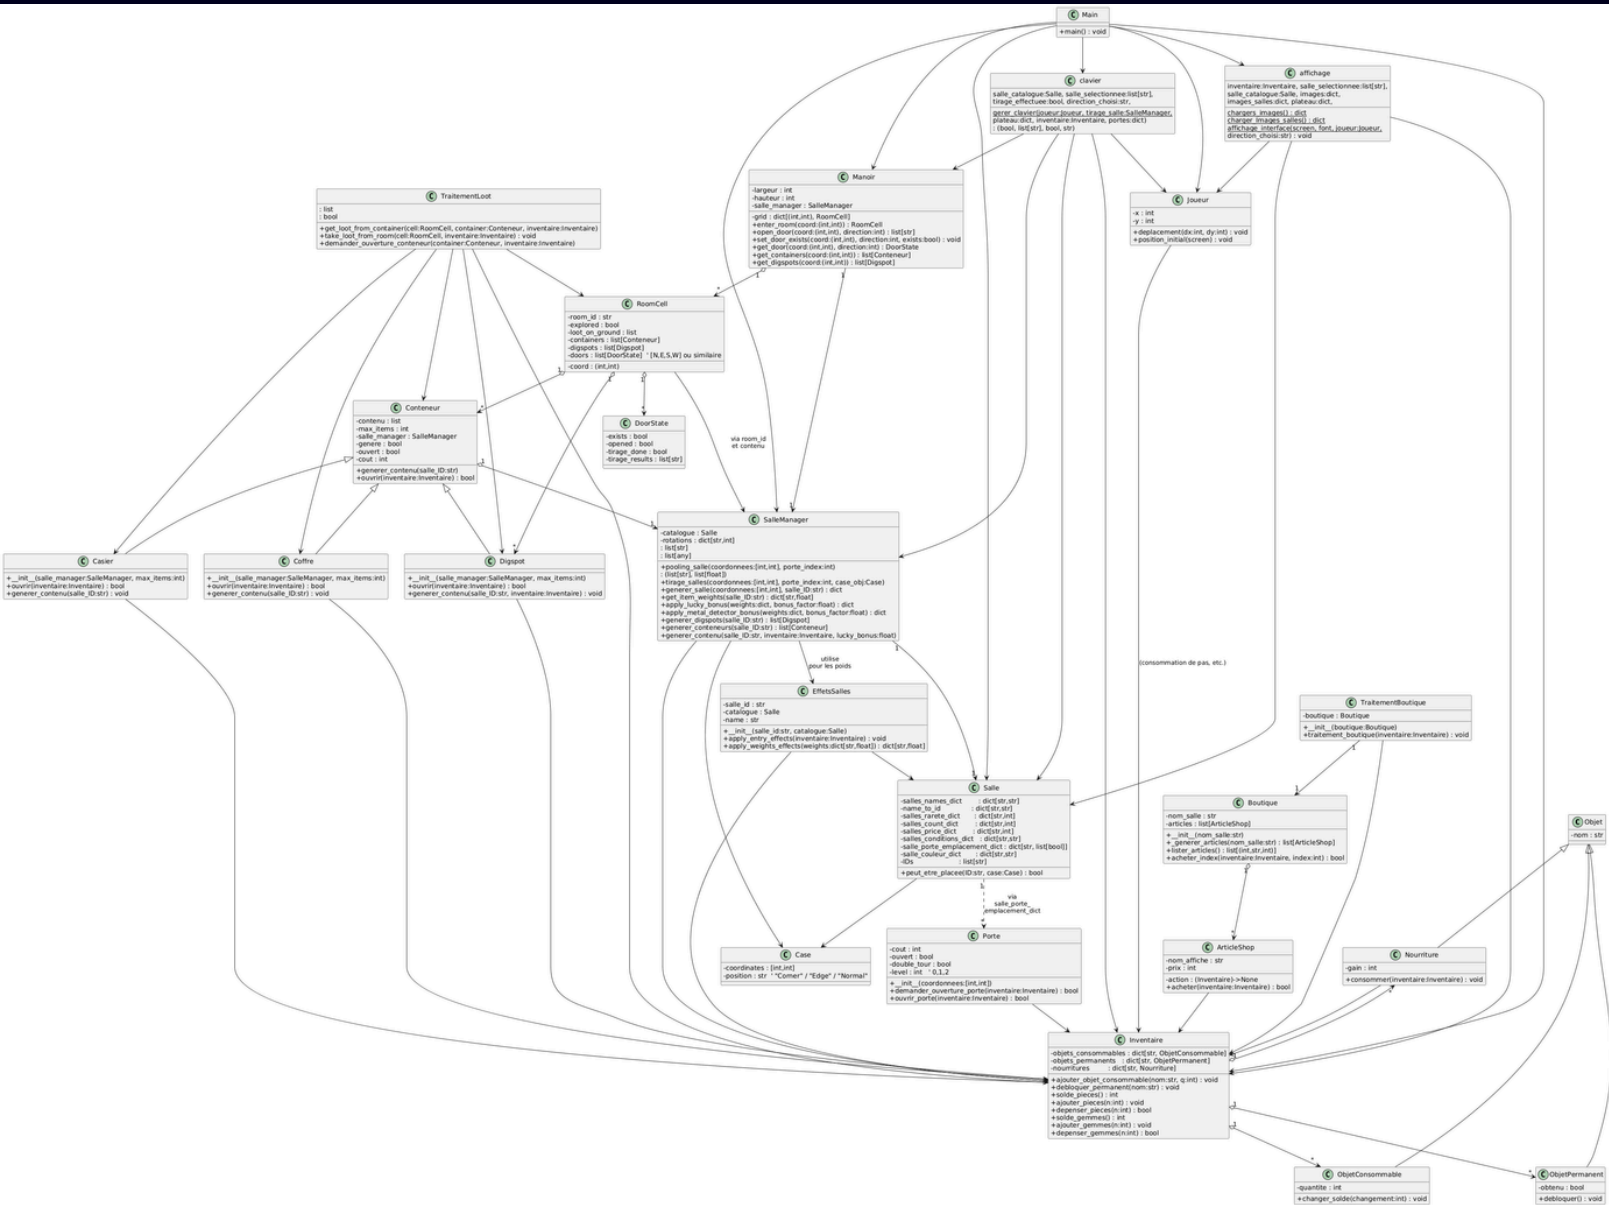 C Main
+main() : void
C clavier
salle_catalogue:Salle, salle_selectionnee:list[str],
tirage_effectuee:bool, direction_choisi:str,
gerer_clavier(joueur:Joueur, tirage_salle:SalleManager,
plateau:dict, inventaire:Inventaire, portes:dict)
: (bool, list[str], bool, str)
C affichage
inventaire:Inventaire, salle_selectionnee:list[str],
salle_catalogue:Salle, images:dict,
images_salles:dict, plateau:dict,
chargers_images() : dict
charger_Images_salles() : dict
affichage_interface(screen, font, joueur:Joueur,
direction_choisi:str) : void
C Manoir
-largeur : int
-hauteur : int
-salle_manager : SalleManager
-grid : dict[(int,int), RoomCell]
+enter_room(coord:(int,int)) : RoomCell
+open_door(coord:(int,int), direction:int) : list[str]
+set_door_exists(coord:(int,int), direction:int, exists:bool) : void
+get_door(coord:(int,int), direction:int) : DoorState
+get_containers(coord:(int,int)) : list[Conteneur]
+get_digspots(coord:(int,int)) : list[Digspot]
1
1
*
C Joueur
-x : int
-y : int
+deplacement(dx:int, dy:int) : void
+position_initial(screen) : void
C TraitementLoot
: list
: bool
+get_loot_from_container(cell:RoomCell, container:Conteneur, inventaire:Inventaire)
+take_loot_from_room(cell:RoomCell, inventaire:Inventaire) : void
+demander_ouverture_conteneur(container:Conteneur, inventaire:Inventaire)
C RoomCell
-room_id : str
-explored : bool
-loot_on_ground : list
-containers : list[Conteneur]
-digspots : list[Digspot]
-doors : list[DoorState] ' [N,E,S,W] ou similaire
-coord : (int,int)
1
1
1
*
*
C Conteneur
-contenu : list
-max_items : int
-salle_manager : SalleManager
-genere : bool
-ouvert : bool
-cout : int
+generer_contenu(salle_ID:str)
+ouvrir(inventaire:Inventaire) : bool
1
C DoorState
-exists : bool
-opened : bool
-tirage_done : bool
-tirage_results : list[str]
via room_id
et contenu
1
1
*
C SalleManager
-catalogue : Salle
-rotations : dict[str,int]
: list[str]
: list[any]
+pooling_salle(coordonnees:[int,int], porte_index:int)
: (list[str], list[float])
+tirage_salles(coordonnees:[int,int], porte_index:int, case_obj:Case)
+generer_salle(coordonnees:[int,int], salle_ID:str) : dict
+get_item_weights(salle_ID:str) : dict[str,float]
+apply_lucky_bonus(weights:dict, bonus_factor:float) : dict
+apply_metal_detector_bonus(weights:dict, bonus_factor:float) : dict
+generer_digspots(salle_ID:str) : list[Digspot]
+generer_conteneurs(salle_ID:str) : list[Conteneur]
+generer_contenu(salle_ID:str, inventaire:Inventaire, lucky_bonus:float)
1
C Casier
+__init__(salle_manager:SalleManager, max_items:int)
+ouvrir(inventaire:Inventaire) : bool
+generer_contenu(salle_ID:str) : void
C Coffre
+__init__(salle_manager:SalleManager, max_items:int)
+ouvrir(inventaire:Inventaire) : bool
+generer_contenu(salle_ID:str) : void
C Digspot
+__init__(salle_manager:SalleManager, max_items:int)
+ouvrir(inventaire:Inventaire) : bool
+generer_contenu(salle_ID:str, inventaire:Inventaire) : void
utilise
pour les poids
(consommation de pas, etc.)
C EffetsSalles
-salle_id : str
-catalogue : Salle
-name : str
+__init__(salle_id:str, catalogue:Salle)
+apply_entry_effects(inventaire:Inventaire) : void
+apply_weights_effects(weights:dict[str,float]) : dict[str,float]
C TraitementBoutique
-boutique : Boutique
+__init__(boutique:Boutique)
+traitement_boutique(inventaire:Inventaire) : void
1
1
1
C Salle
-salles_names_dict : dict[str,str]
-name_to_id : dict[str,str]
-salles_rarete_dict : dict[str,int]
-salles_count_dict : dict[str,int]
-salles_price_dict : dict[str,int]
-salles_conditions_dict : dict[str,str]
-salle_porte_emplacement_dict : dict[str, list[bool]]
-salle_couleur_dict : dict[str,str]
-IDs : list[str]
+peut_etre_placee(ID:str, case:Case) : bool
1
C Boutique
-nom_salle : str
-articles : list[ArticleShop]
+__init__(nom_salle:str)
+_generer_articles(nom_salle:str) : list[ArticleShop]
+lister_articles() : list[(int,str,int)]
+acheter_index(inventaire:Inventaire, index:int) : bool
1
C Objet
-nom : str
via
salle_porte_
emplacement_dict
C Porte
-cout : int
-ouvert : bool
-double_tour : bool
-level : int ' 0,1,2
+__init__(coordonnees:[int,int])
+demander_ouverture_porte(inventaire:Inventaire) : bool
+ouvrir_porte(inventaire:Inventaire) : bool
C Case
-coordinates : [int,int]
-position : str ' "Corner" / "Edge" / "Normal"
C ArticleShop
-nom_affiche : str
-prix : int
-action : (Inventaire)->None
+acheter(inventaire:Inventaire) : bool
C Nourriture
-gain : int
+consommer(inventaire:Inventaire) : void
*
C Inventaire
-objets_consommables : dict[str, ObjetConsommable]
-objets_permanents : dict[str, ObjetPermanent]
-nourritures : dict[str, Nourriture]
+ajouter_objet_consommable(nom:str, q:int) : void
+debloquer_permanent(nom:str) : void
+solde_pieces() : int
+ajouter_pieces(n:int) : void
+depenser_pieces(n:int) : bool
+solde_gemmes() : int
+ajouter_gemmes(n:int) : void
+depenser_gemmes(n:int) : bool
1
1
*
*
C ObjetConsommable
-quantite : int
+changer_solde(changement:int) : void
C ObjetPermanent
-obtenu : bool
+debloquer() : void